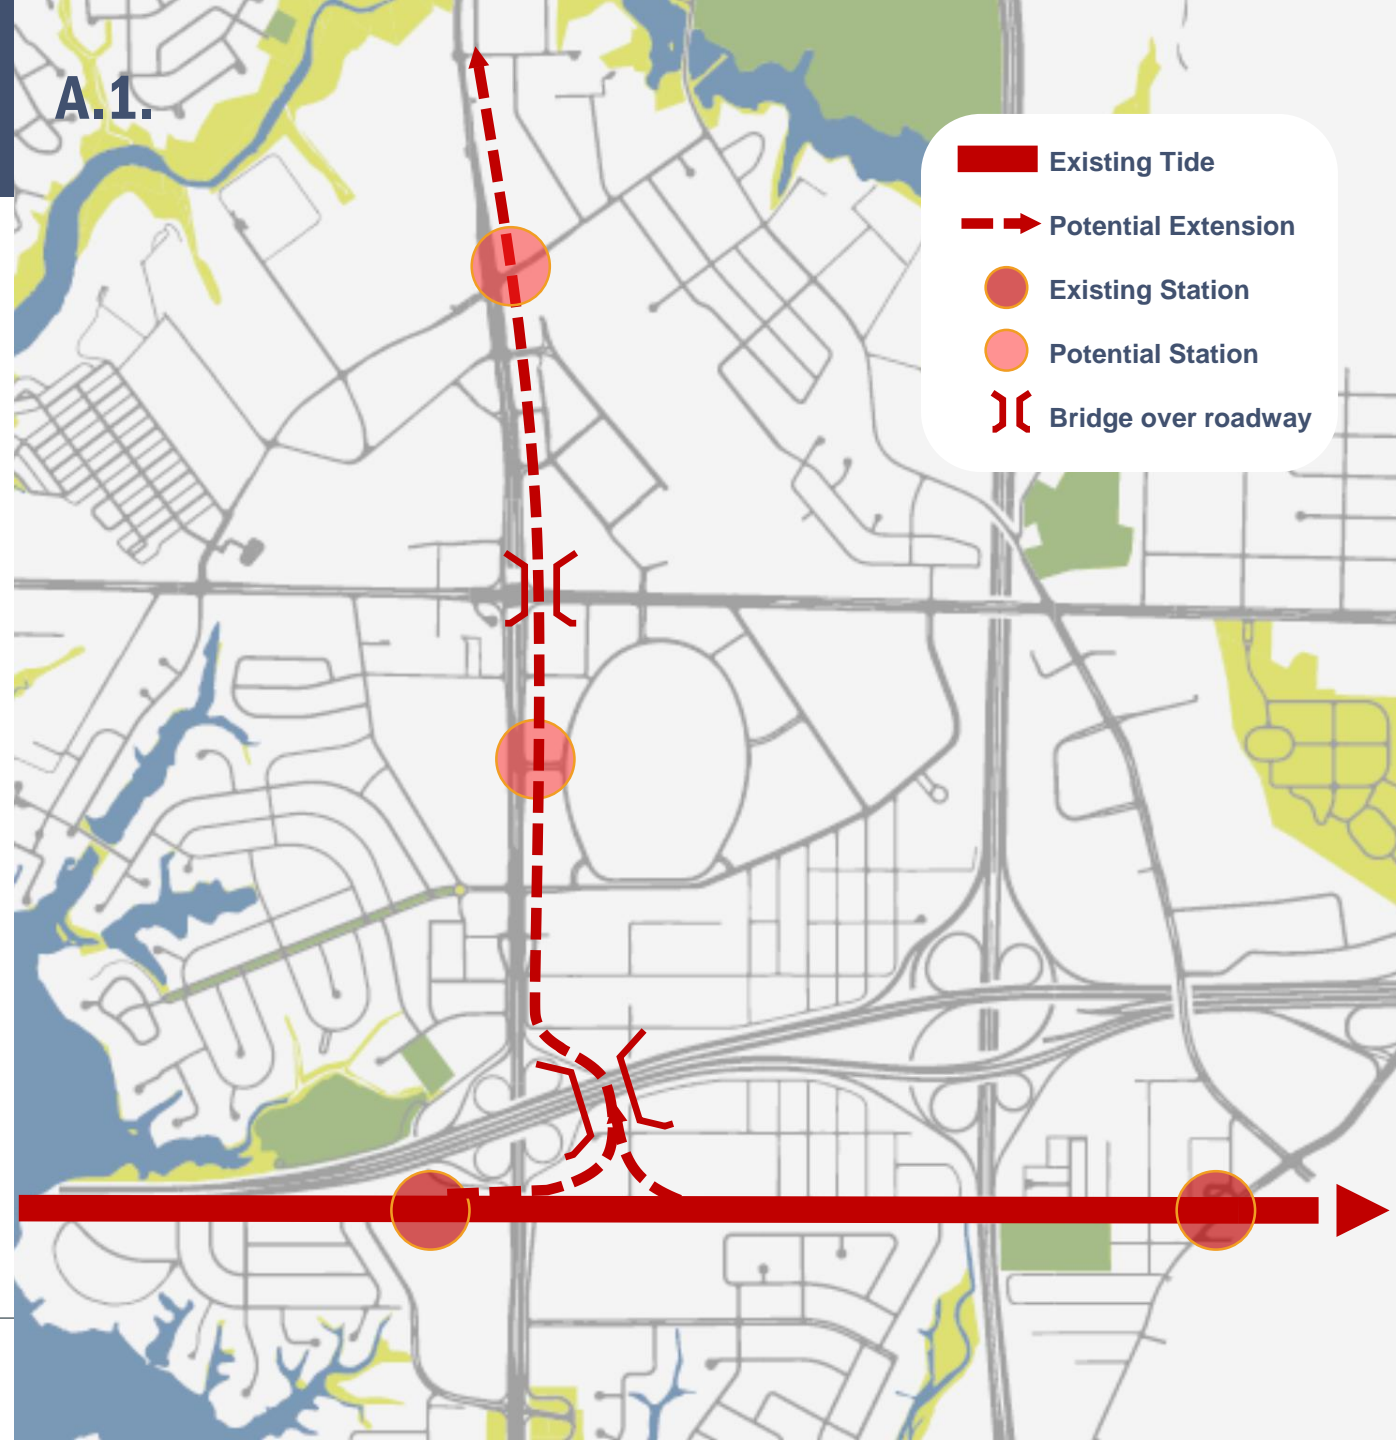 A.1.
Existing Tide
Potential Extension
Existing Station
Potential Station
Bridge over roadway